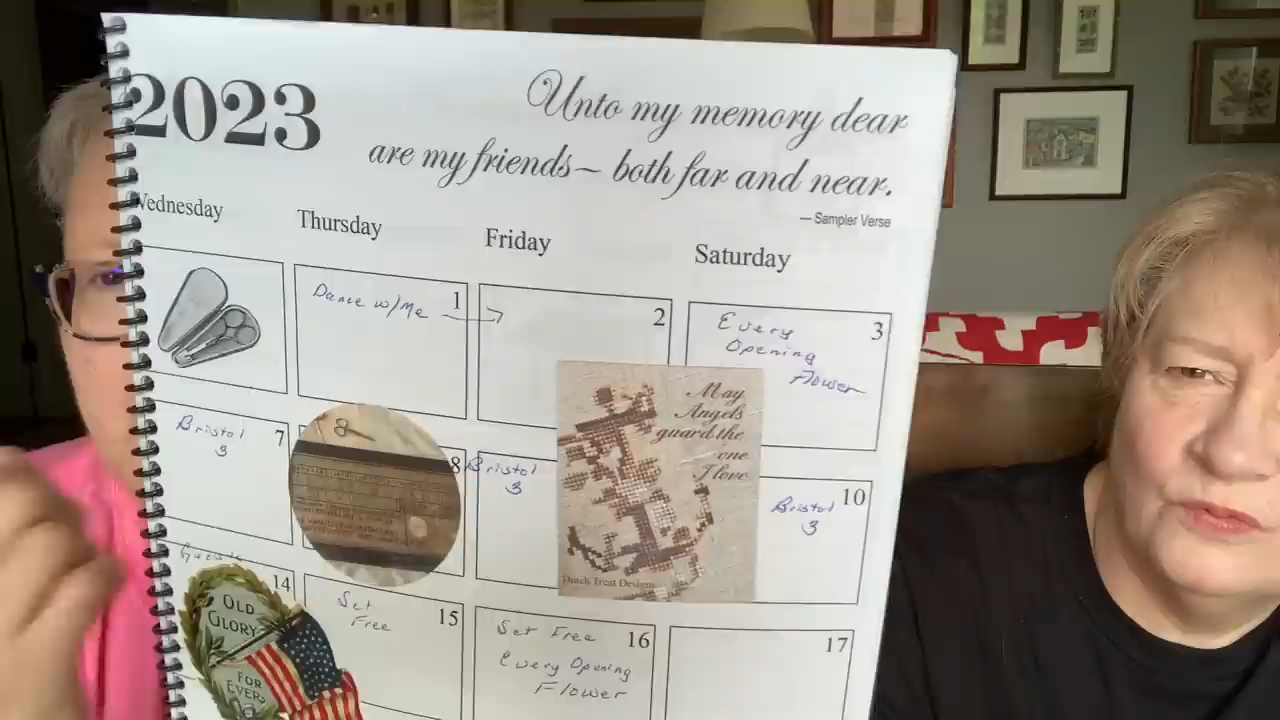 2023
Unto my memory dear
are my friends~ both far and near.
— Sampler Verse
Wednesday
Thursday
Friday
Saturday
Dance w/Me
1
2
Every
Opening
Flower
3
Bristol
3
7
8
Bristol
3
May
Angels
guard the
one
I love
Dutch Treat Designs
Bristol
3
10
14
OLD
GLORY
FOR
EVER
Set
Free
15
Set Free
Every Opening
Flower
16
17